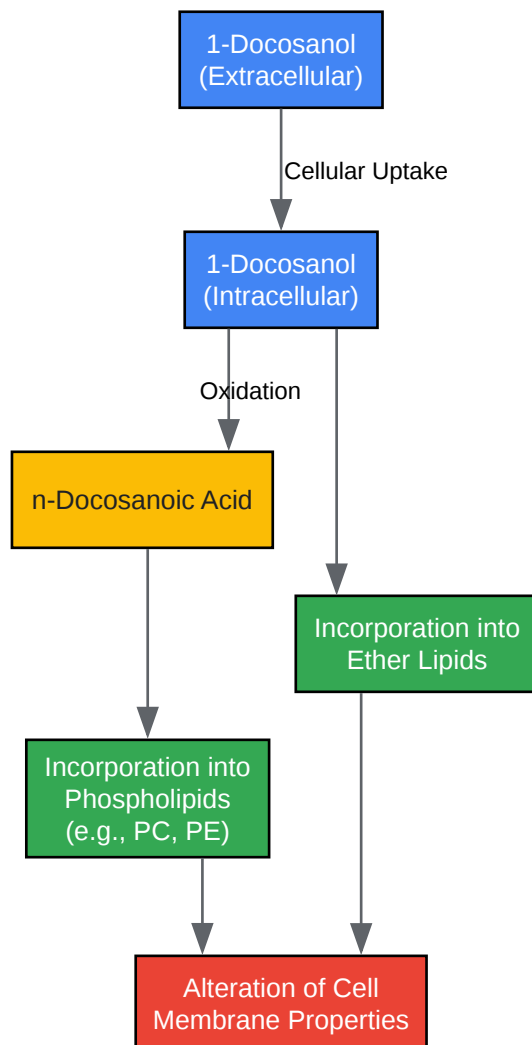 1-Docosanol
(Extracellular)
Cellular Uptake
1-Docosanol
(Intracellular)
Oxidation
n-Docosanoic Acid
Incorporation into
Ether Lipids
Incorporation into
Phospholipids
(e.g., PC, PE)
Alteration of Cell
Membrane Properties